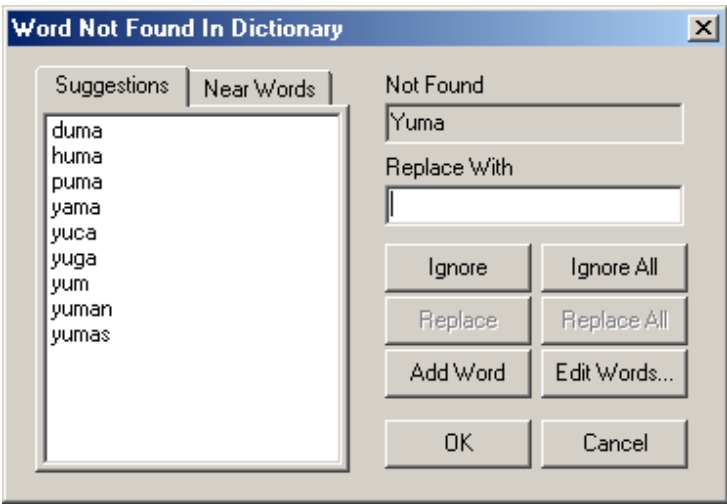 Word Not Found In Dictionary
Suggestions
Near Words
duma
huma
puma
yama
yuca
yuga
yum
yuman
yumas
Not Found
Yuma
Replace With
Ignore
Ignore All
Replace
Replace All
Add Word
Edit Words...
OK
Cancel